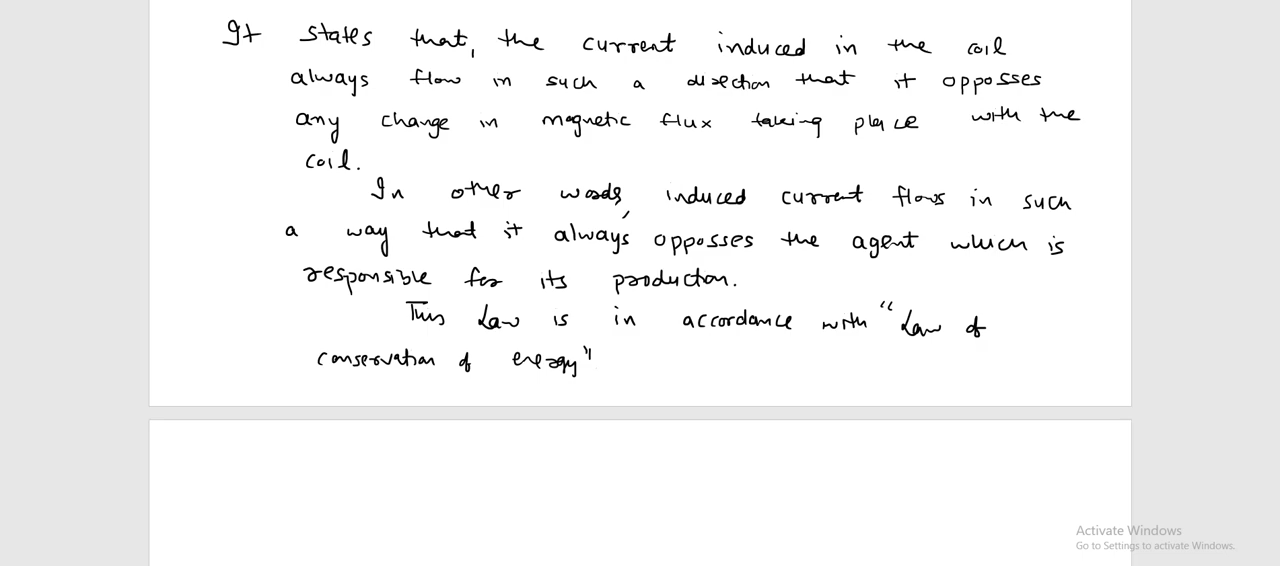 It states that, the current induced in the coil
always flow in such a direction that it opposses
any change in magnetic flux taking place with the
coil.
In other words, induced current flows in such
a way that it always opposses the agent which is
responsible for its production.
This Law is in accordance with "Law of
conservation of energy"
Activate Windows
Go to Settings to activate Windows.